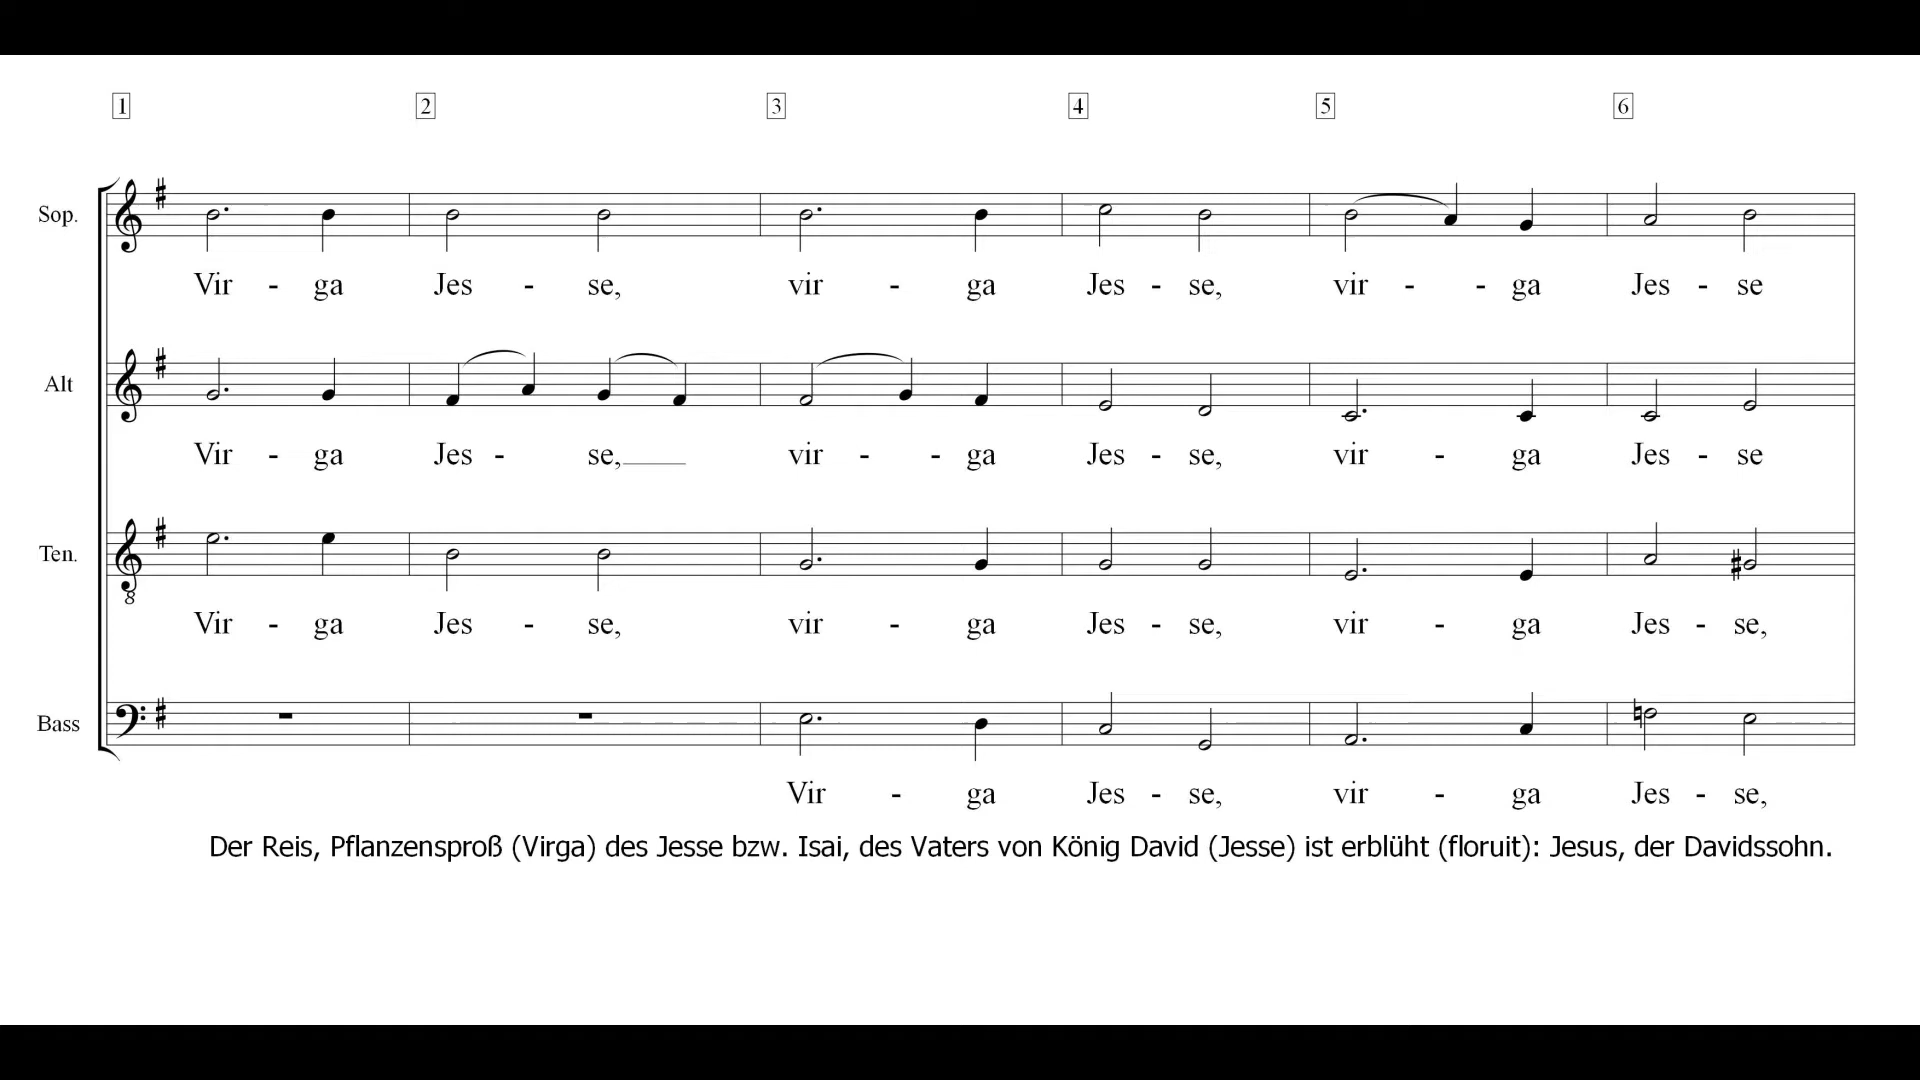 1 2 3 4 5 6
Sop.
Vir - ga Jes - se, vir - ga Jes - se, vir - - ga Jes - se
Alt
Vir - ga Jes - se, vir - - ga Jes - se, vir - ga Jes - se
Ten.
8
Vir - ga Jes - se, vir - ga Jes - se, vir - ga Jes - se,
Bass
Vir - ga Jes - se, vir - ga Jes - se,
Der Reis, Pflanzensproß (Virga) des Jesse bzw. Isai, des Vaters von König David (Jesse) ist erblüht (floruit): Jesus, der Davidssohn.